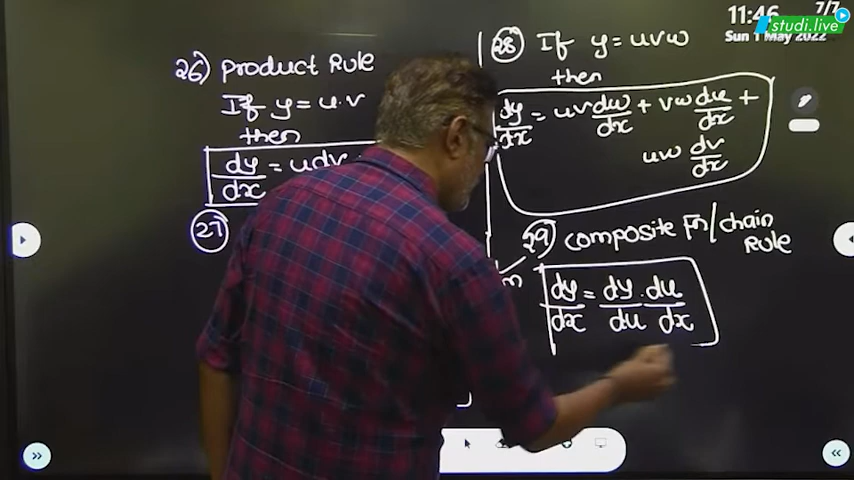 11:46
7/7
studi.live
Sun 1 May 2022
26) Product Rule
If y = u.v
then
dy/dx = u dv
27
28 If y = uvw
then
dy/dx = uv dw/dx + vw du/dx +
uw dv/dx
29 composite Fn/chain
Rule
dy/dx = dy/du . du/dx